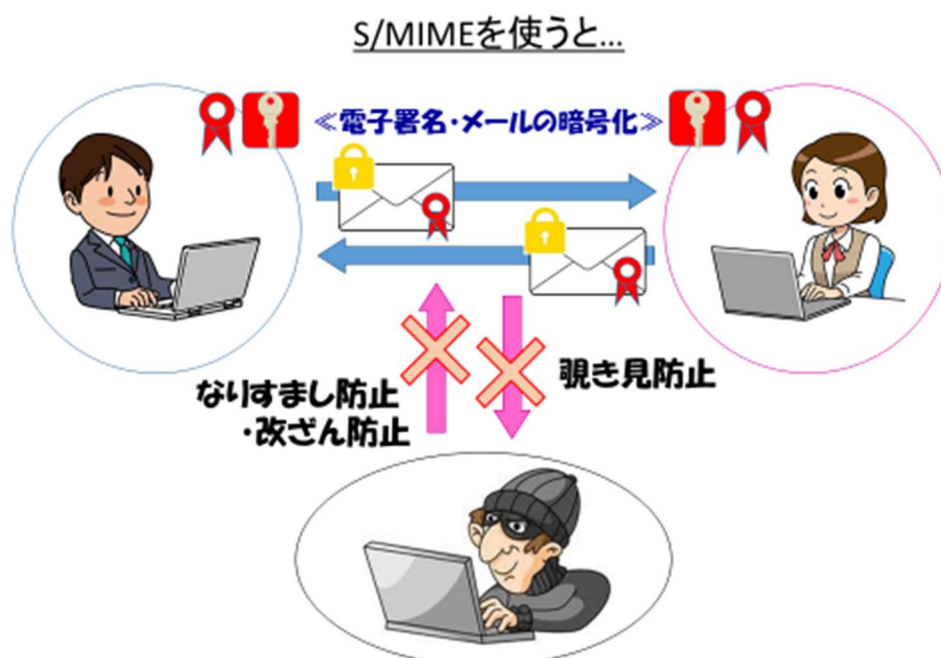 S/MIMEを使うと...
≪電子署名・メールの暗号化≫
なりすまし防止
・改ざん防止
覗き見防止